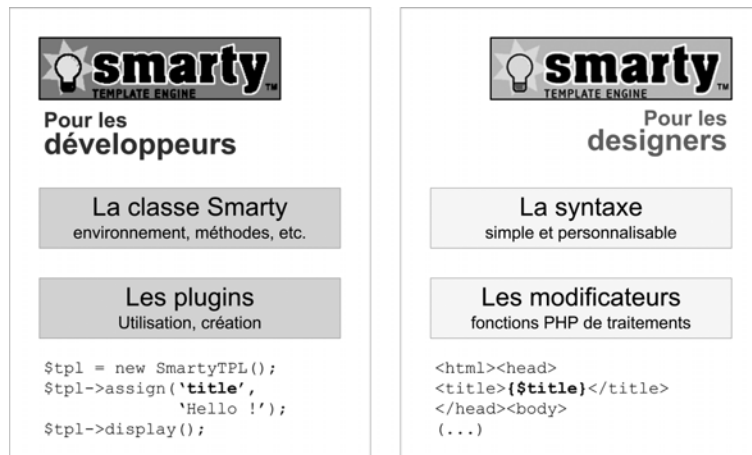 smarty™
TEMPLATE ENGINE
Pour les
développeurs
La classe Smarty
environnement, méthodes, etc.
Les plugins
Utilisation, création
$tpl = new SmartyTPL();
$tpl->assign(‘title’,
‘Hello !’);
$tpl->display();
smarty™
TEMPLATE ENGINE
Pour les
designers
La syntaxe
simple et personnalisable
Les modificateurs
fonctions PHP de traitements
<html><head>
<title>{$title}</title>
</head><body>
(...)